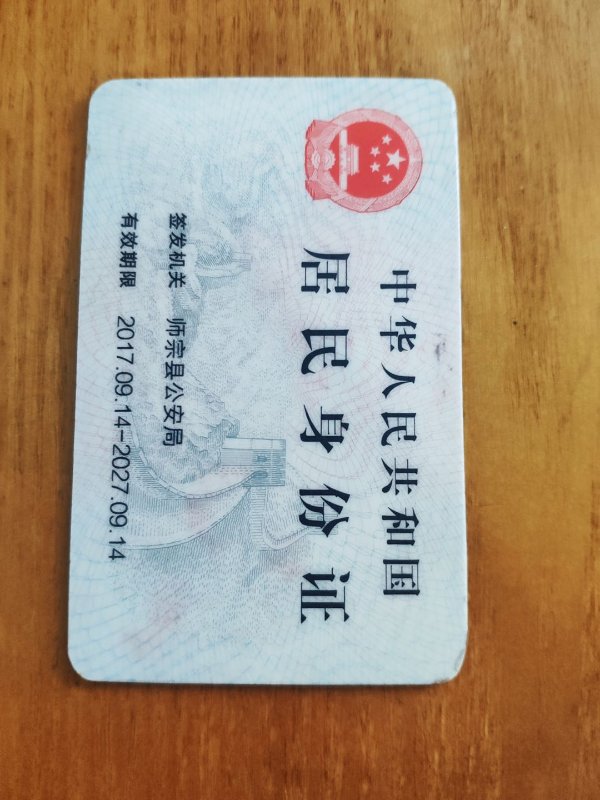 中华人民共和国
居民身份证
签发机关 师宗县公安局
有效期限 2017.09.14-2027.09.14